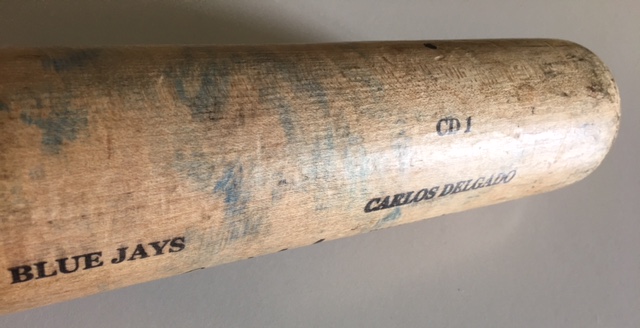 CD 1
CARLOS DELGADO
BLUE JAYS